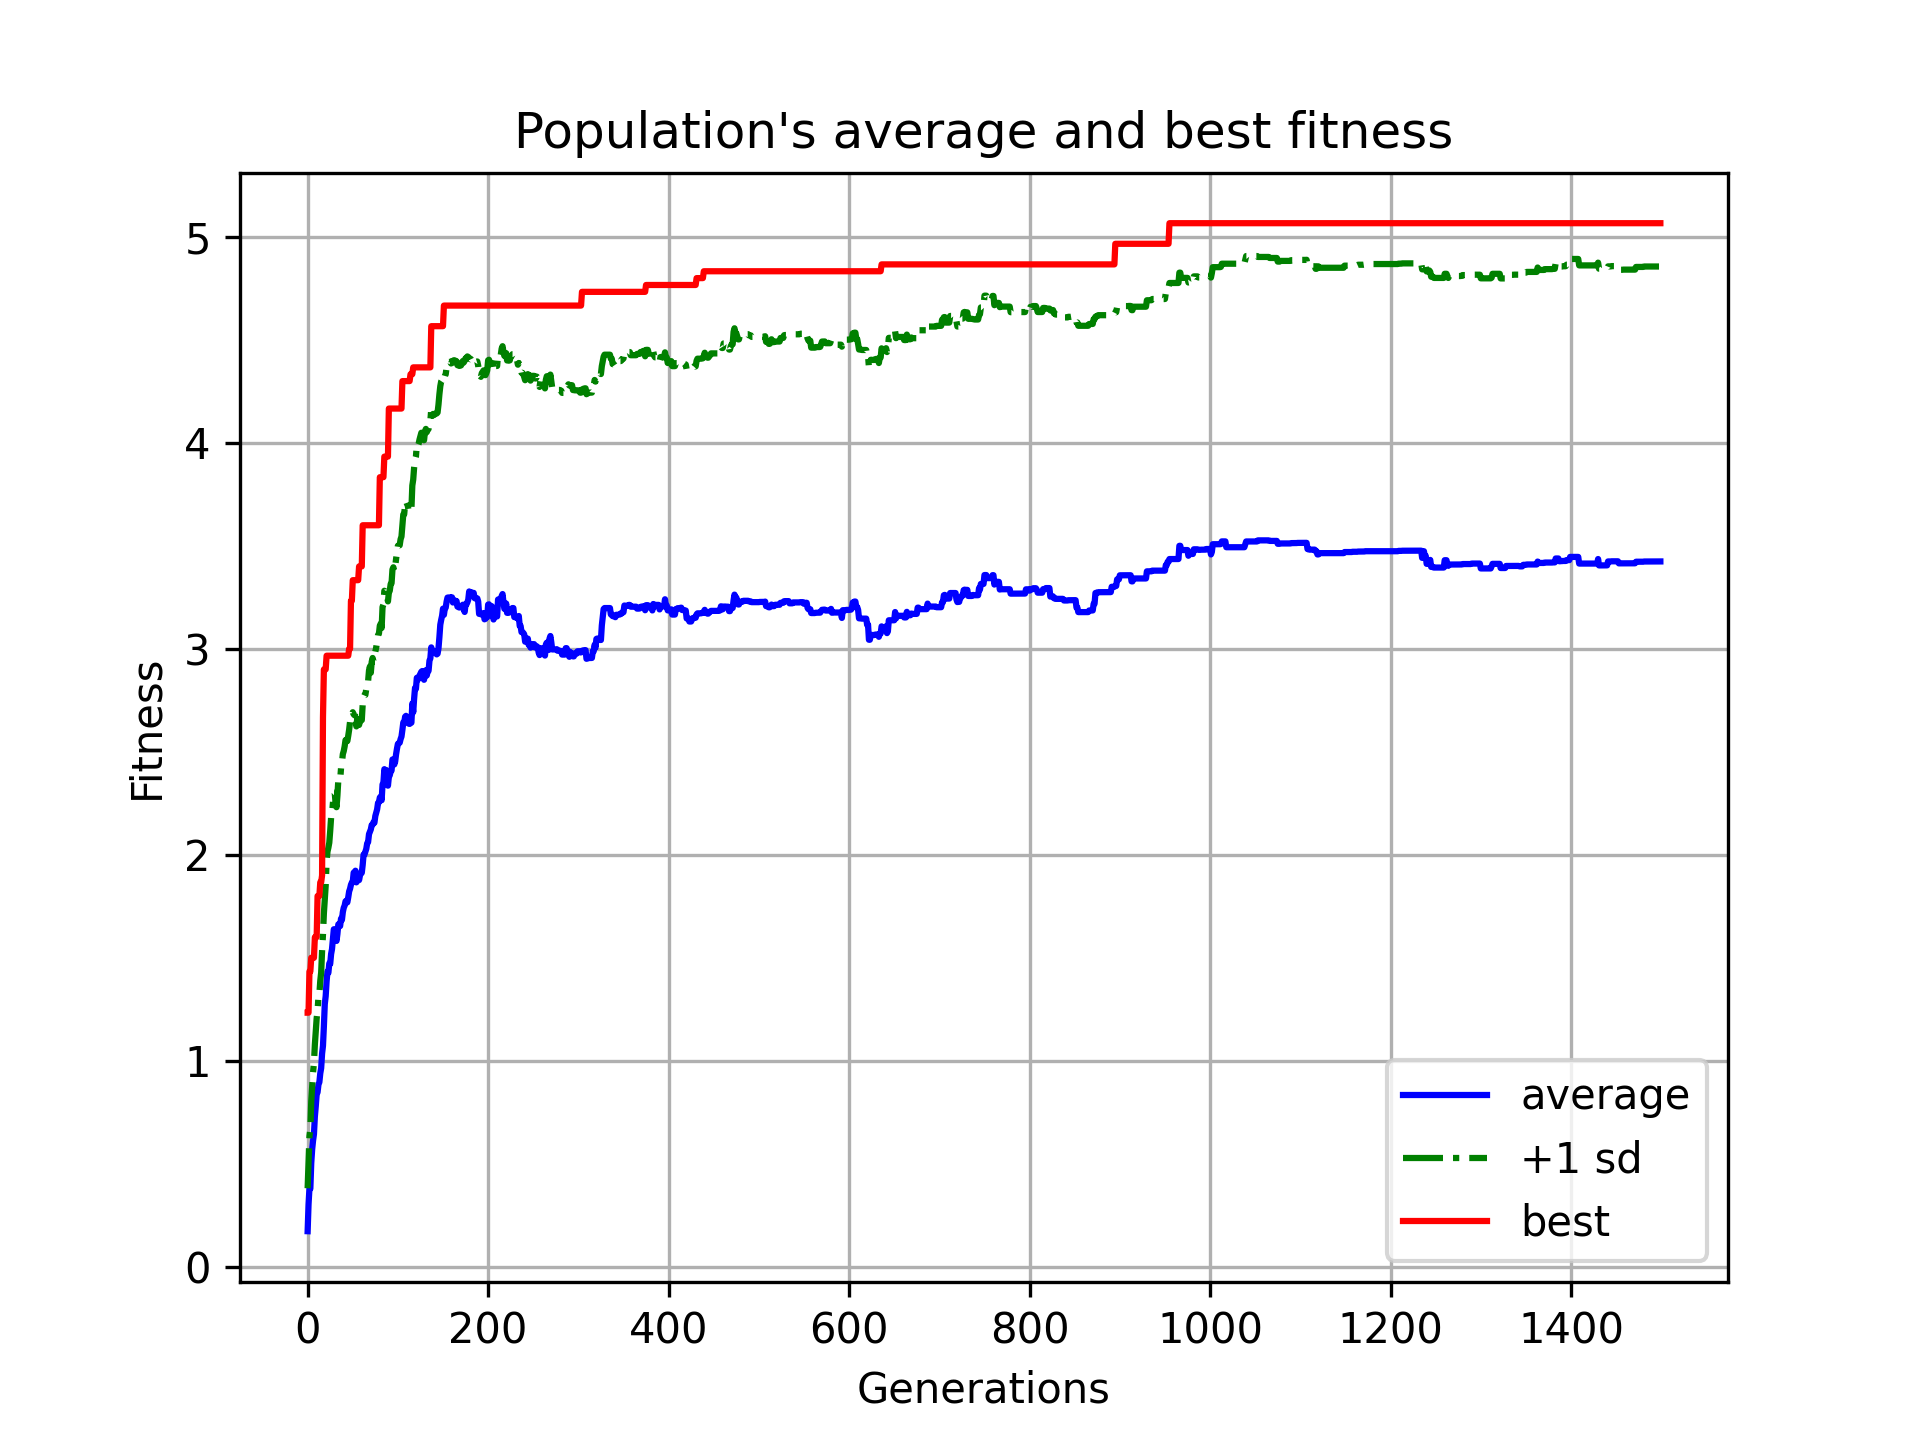 Population's average and best fitness
5
4
3
2
1
0
Fitness
0 200 400 600 800 1000 1200 1400
Generations
average
+1 sd
best